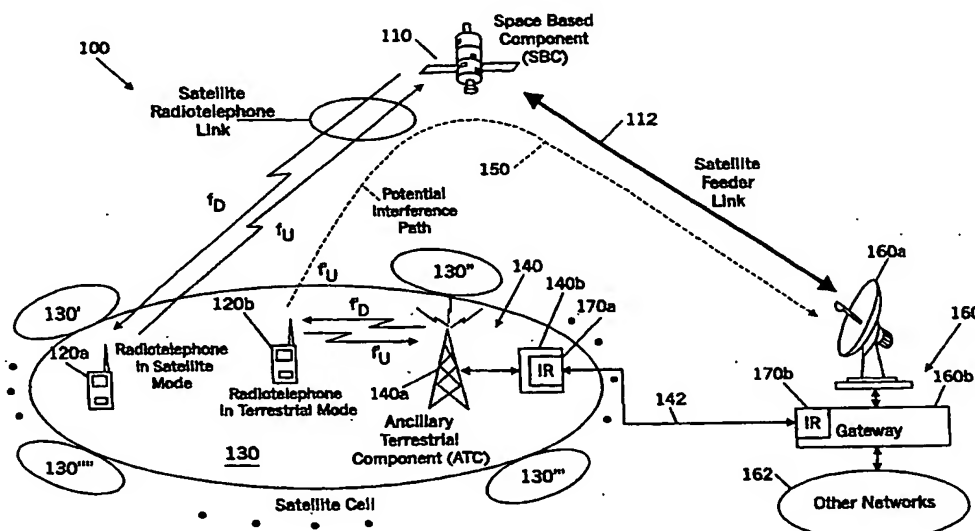 100
110
Space Based
Component
(SBC)
Satellite
Radiotelephone
Link
112
150
Satellite
Feeder
Link
fD
fU
Potential
Interference
Path
f'U
130'
130"
140
140b
170a
160a
120a
Radiotelephone
in Satellite
Mode
120b
f'D
f'U
Radiotelephone
in Terrestrial Mode
140a
IR
Ancillary
Terrestrial
Component (ATC)
142
160
170b
160b
IR
Gateway
130""
130
130"'
Satellite Cell
162
Other Networks